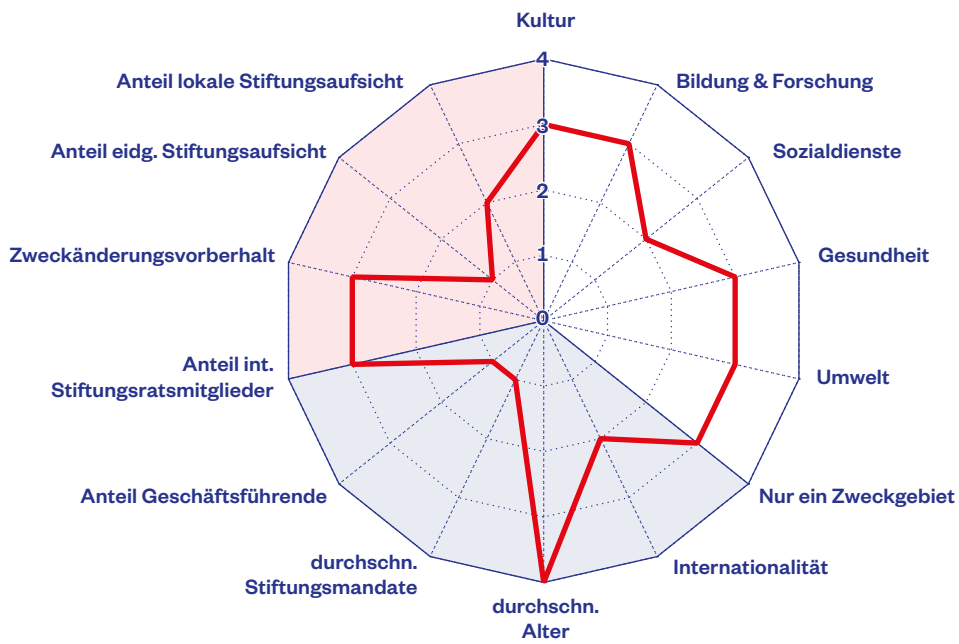 Kultur
4
Anteil lokale Stiftungsaufsicht
Bildung & Forschung
3
Anteil eidg. Stiftungsaufsicht
Sozialdienste
2
Zweckänderungsvorberhalt
1
Gesundheit
0
Anteil int.
Stiftungsratsmitglieder
Umwelt
Anteil Geschäftsführende
Nur ein Zweckgebiet
durchschn.
Stiftungsmandate
Internationalität
durchschn.
Alter